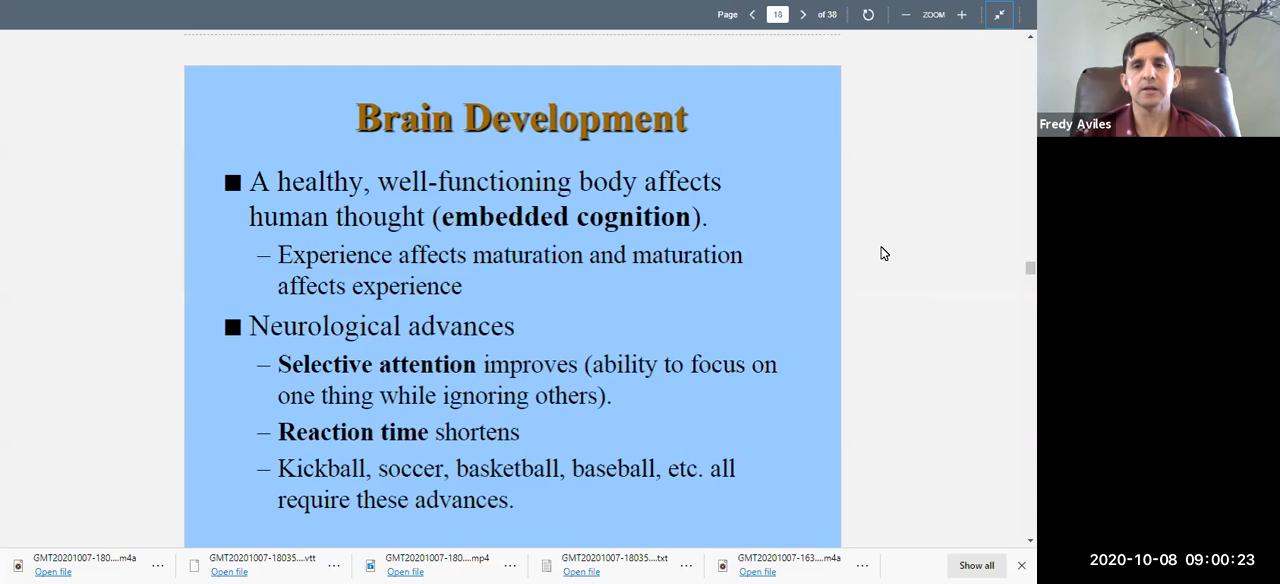 Page 18 of 38 ZOOM
Fredy Aviles
Brain Development
A healthy, well-functioning body affects
human thought (embedded cognition).
– Experience affects maturation and maturation
affects experience
Neurological advances
– Selective attention improves (ability to focus on
one thing while ignoring others).
– Reaction time shortens
– Kickball, soccer, basketball, baseball, etc. all
require these advances.
GMT20201007-180....m4a
Open file
GMT20201007-18035....vtt
Open file
GMT20201007-180....mp4
Open file
GMT20201007-18035....txt
Open file
GMT20201007-163....m4a
Open file
Show all
2020-10-08 09:00:23